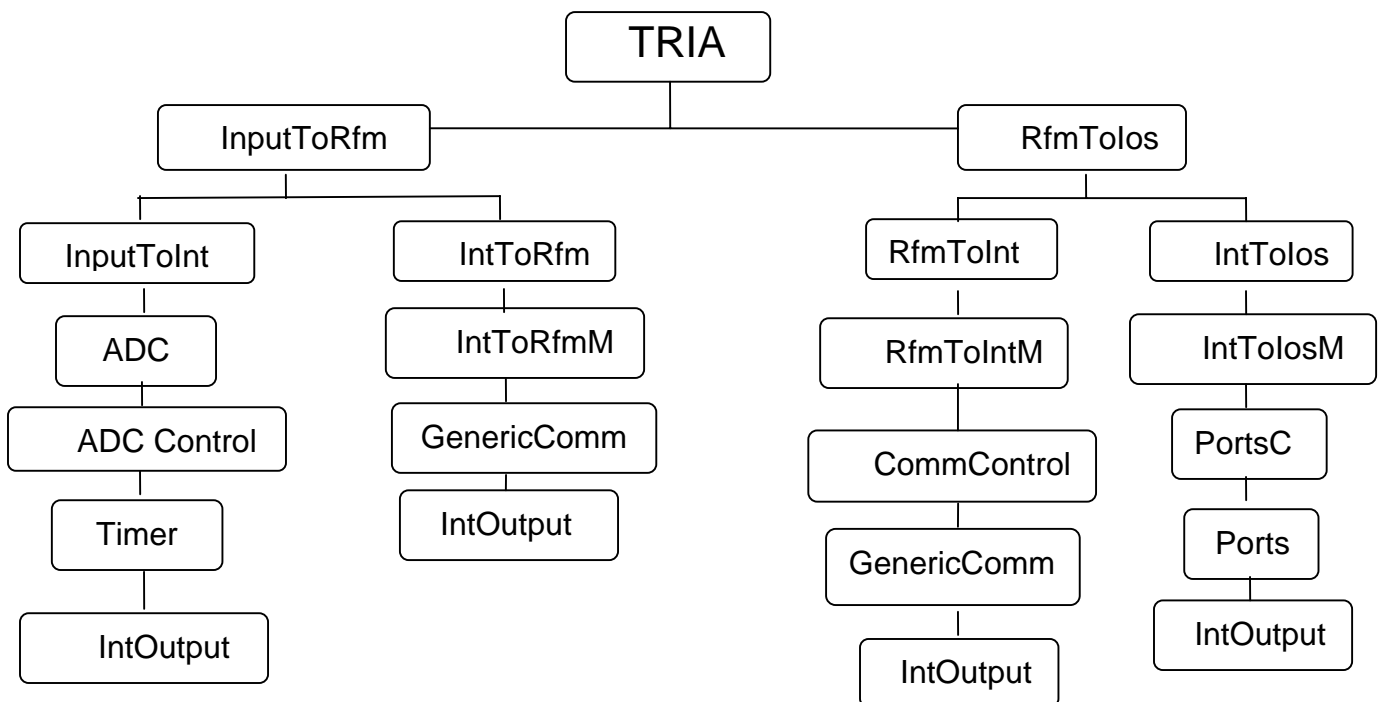 TRIA
InputToRfm
RfmToIos
InputToInt
IntToRfm
RfmToInt
IntToIos
ADC
IntToRfmM
RfmToIntM
IntToIosM
ADC Control
GenericComm
CommControl
PortsC
Timer
IntOutput
GenericComm
Ports
IntOutput
IntOutput
IntOutput